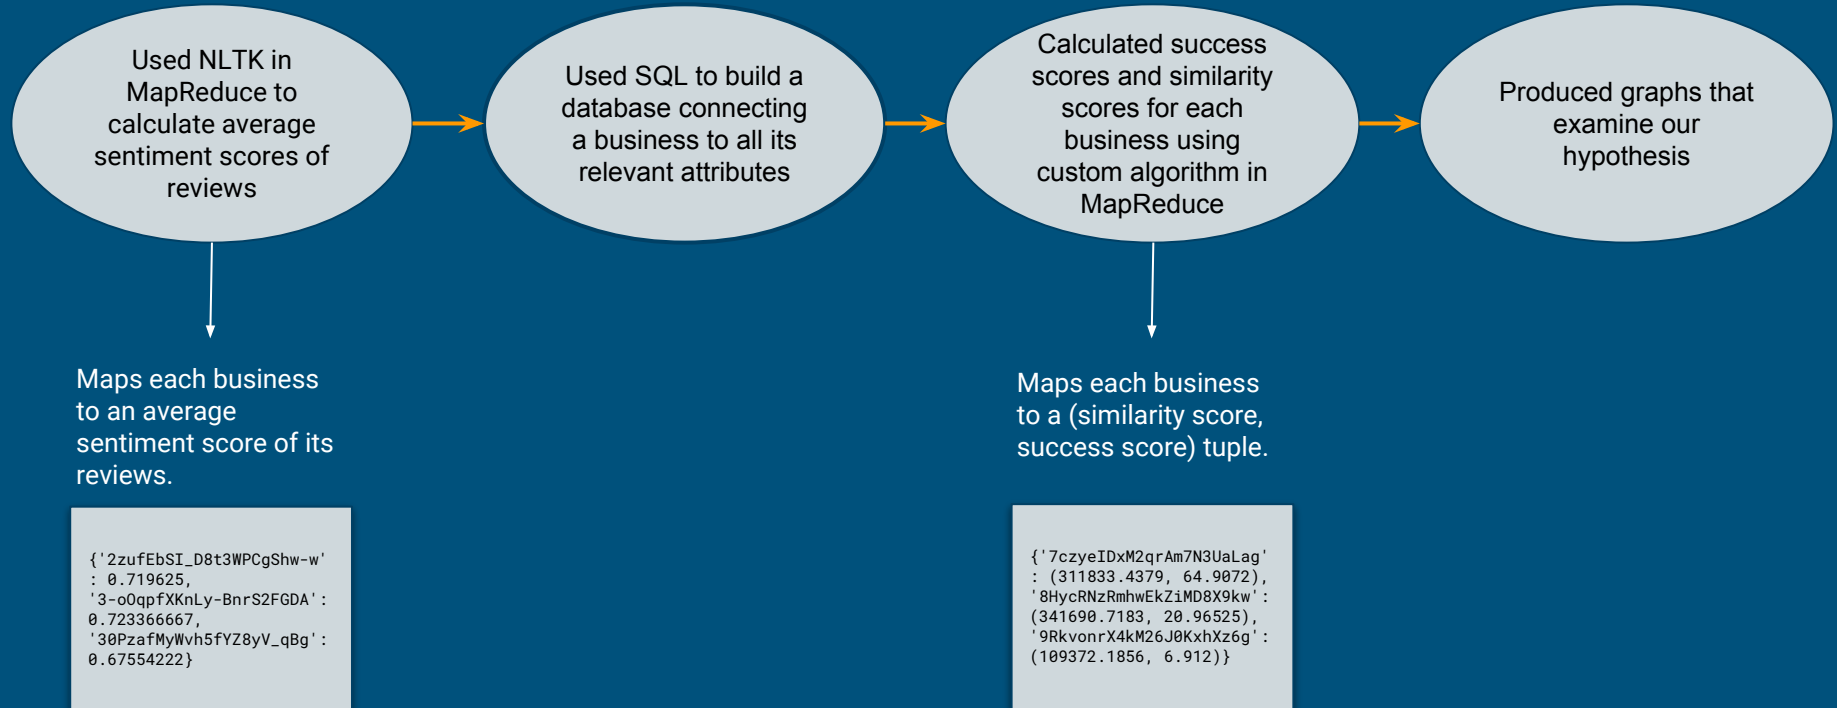 Used NLTK in
MapReduce to
calculate average
sentiment scores of
reviews
Used SQL to build a
database connecting
a business to all its
relevant attributes
Calculated success
scores and similarity
scores for each
business using
custom algorithm in
MapReduce
Produced graphs that
examine our
hypothesis
Maps each business
to an average
sentiment score of its
reviews.
{'2zufEbSI_D8t3WPCgShw-w'
: 0.719625,
'3-oOqpfXKnLy-BnrS2FGDA':
0.723366667,
'30PzafMyWvh5fYZ8yV_qBg':
0.67554222}
Maps each business
to a (similarity score,
success score) tuple.
{'7czyeIDxM2qrAm7N3UaLag'
: (311833.4379, 64.9072),
'8HycRNzRmhwEkZiMD8X9kw':
(341690.7183, 20.96525),
'9RkvonrX4kM26J0KxhXz6g':
(109372.1856, 6.912)}